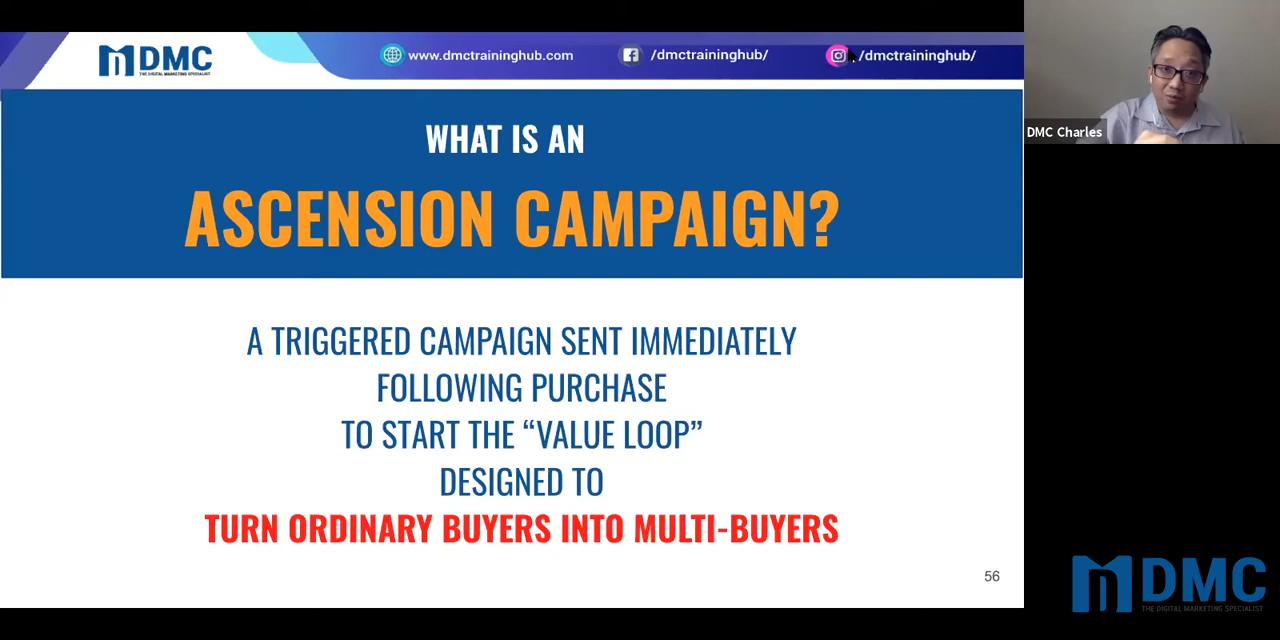 DMC
THE DIGITAL MARKETING SPECIALIST
www.dmctraininghub.com
/dmctraininghub/
/dmctraininghub/
DMC Charles
WHAT IS AN
ASCENSION CAMPAIGN?
A TRIGGERED CAMPAIGN SENT IMMEDIATELY
FOLLOWING PURCHASE
TO START THE “VALUE LOOP”
DESIGNED TO
TURN ORDINARY BUYERS INTO MULTI-BUYERS
56
DMC
THE DIGITAL MARKETING SPECIALIST